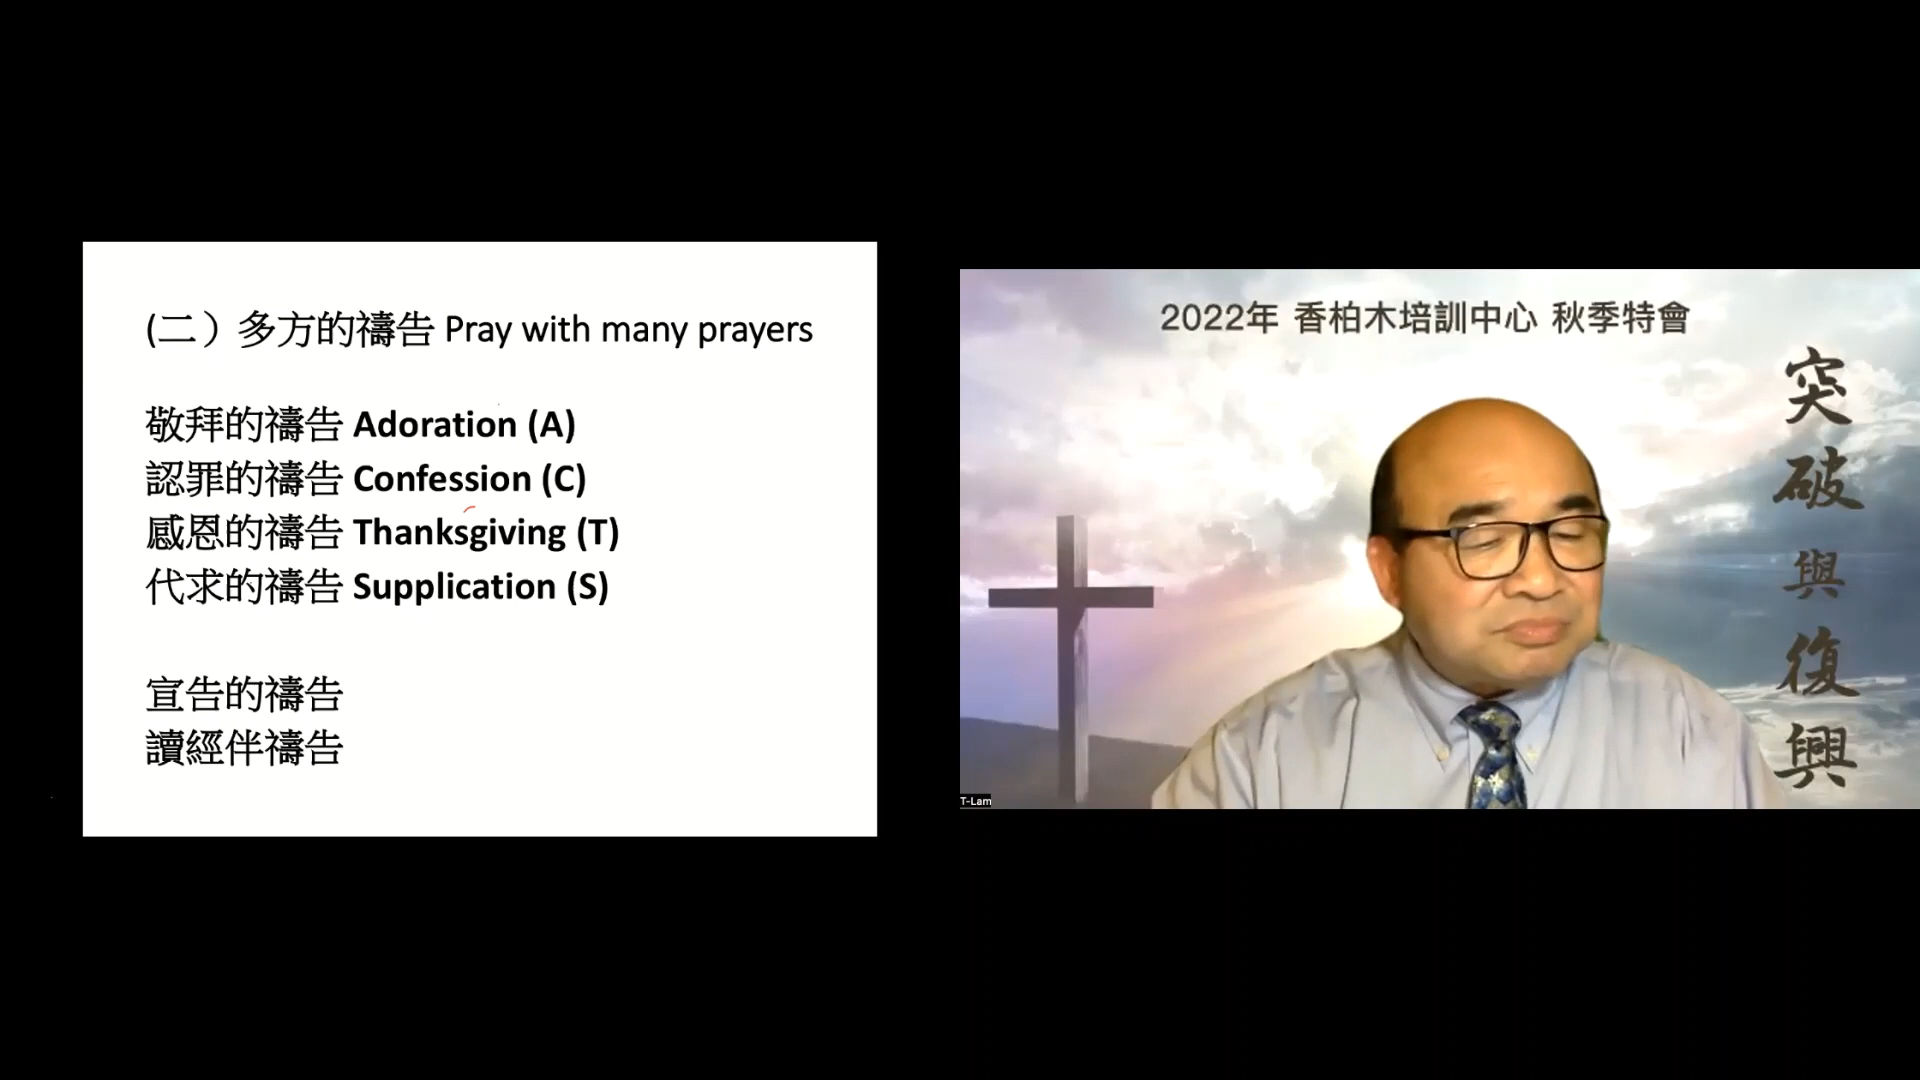 (二）多方的禱告 Pray with many prayers
敬拜的禱告 Adoration (A)
認罪的禱告 Confession (C)
感恩的禱告 Thanksgiving (T)
代求的禱告 Supplication (S)
宣告的禱告
讀經伴禱告
2022年 香柏木培訓中心 秋季特會
突破與復興
T-Lam